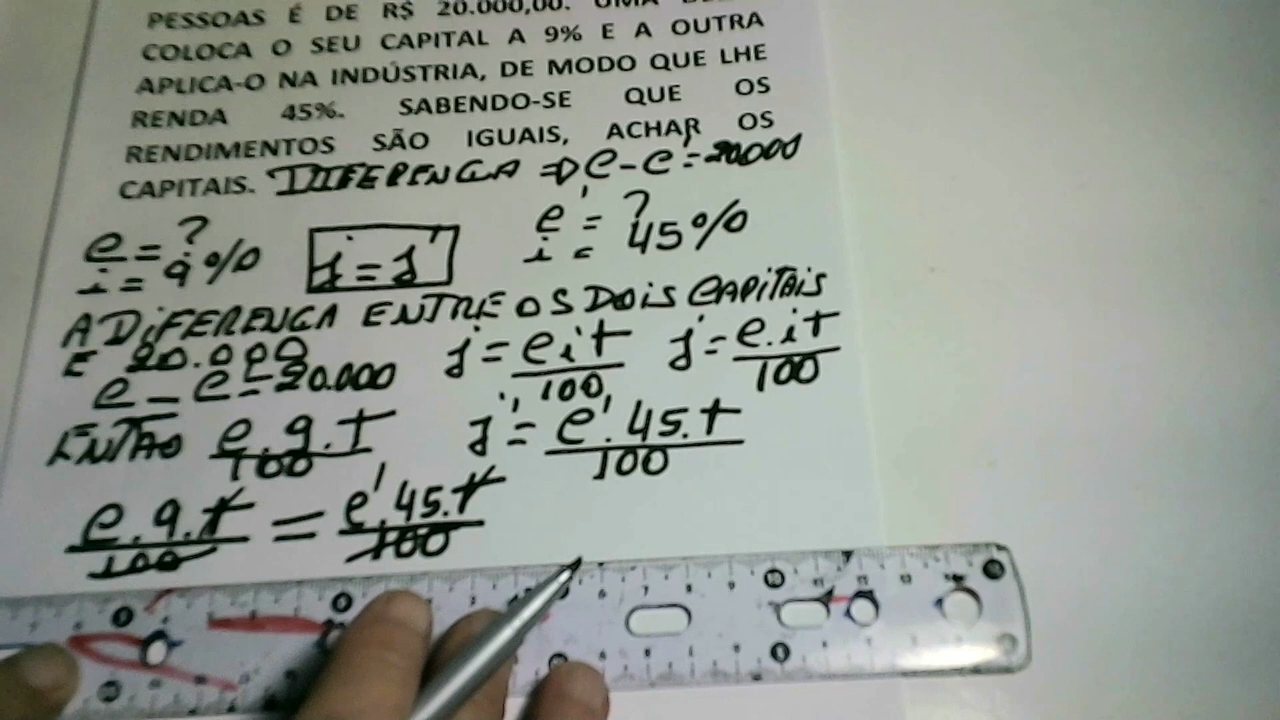 PESSOAS É DE R$ 20.000,00. UMA
COLOCA O SEU CAPITAL A 9% E A OUTRA
APLICA-O NA INDÚSTRIA, DE MODO QUE LHE
RENDA 45%. SABENDO-SE QUE OS
RENDIMENTOS SÃO IGUAIS, ACHAR OS
CAPITAIS. DIFERENÇA => C - C' = 20000
C = ?
i = 9%
j = j'
C' = ?
i = 45%
A DIFERENÇA ENTRE OS DOIS CAPITAIS
E 20.000
C - C = 20.000
j = c i t / 100
j = c.i t / 100
ENTÃO C.9.t / 100
j' = C'.45.t / 100
C.9.t / 100 = C'.45.t / 100